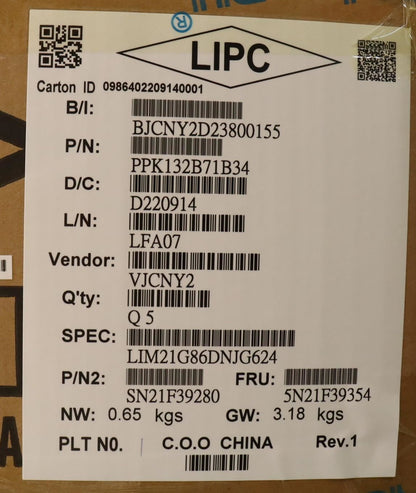 ®
LIPC
Carton ID 0986402209140001
B/I:
BJCNY2D23800155
P/N:
PPK132B71B34
D/C:
D220914
L/N:
LFA07
Vendor:
VJCNY2
Q'ty:
Q 5
SPEC:
LIM21G86DNJG624
P/N2: FRU:
SN21F39280 5N21F39354
NW: 0.65 kgs GW: 3.18 kgs
PLT N0. C.O.O CHINA Rev.1